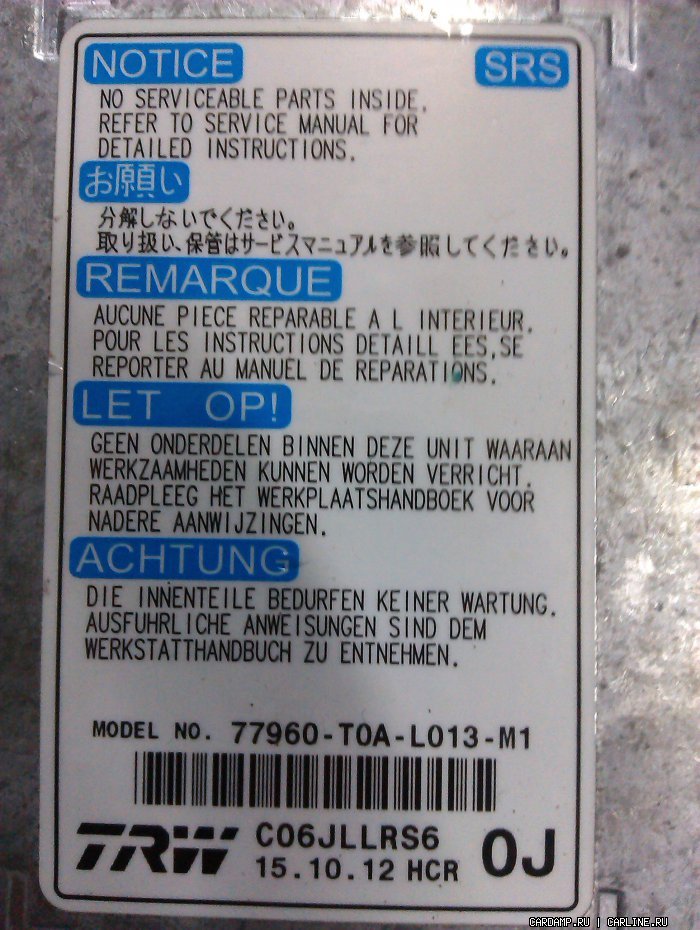 NOTICE SRS
NO SERVICEABLE PARTS INSIDE.
REFER TO SERVICE MANUAL FOR
DETAILED INSTRUCTIONS.
お願い
分解しないでください。
取り扱い、保管はサービスマニュアルを参照してください。
REMARQUE
AUCUNE PIECE REPARABLE A L INTERIEUR.
POUR LES INSTRUCTIONS DETAILL EES,SE
REPORTER AU MANUEL DE REPARATIONS.
LET OP!
GEEN ONDERDELEN BINNEN DEZE UNIT WAARAAN
WERKZAAMHEDEN KUNNEN WORDEN VERRICHT.
RAADPLEEG HET WERKPLAATSHANDBOEK VOOR
NADERE AANWIJZINGEN.
ACHTUNG
DIE INNENTEILE BEDURFEN KEINER WARTUNG.
AUSFUHRLICHE ANWEISUNGEN SIND DEM
WERKSTATTHANDBUCH ZU ENTNEHMEN.
MODEL NO. 77960-T0A-L013-M1
TRW C06JLLRS6 0J
15.10.12 HCR
CARDAMP.RU | CARLINE.RU